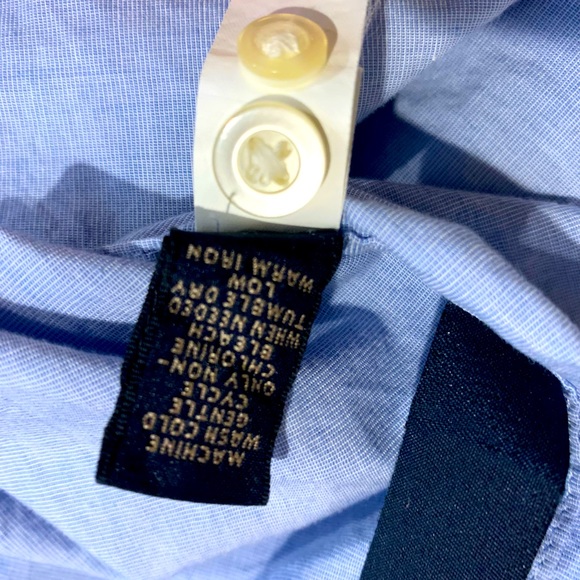 MACHINE
WASH COLD
GENTLE
CYCLE
ONLY NON-
CHLORINE
BLEACH
WHEN NEEDED
TUMBLE DRY
LOW
WARM IRON